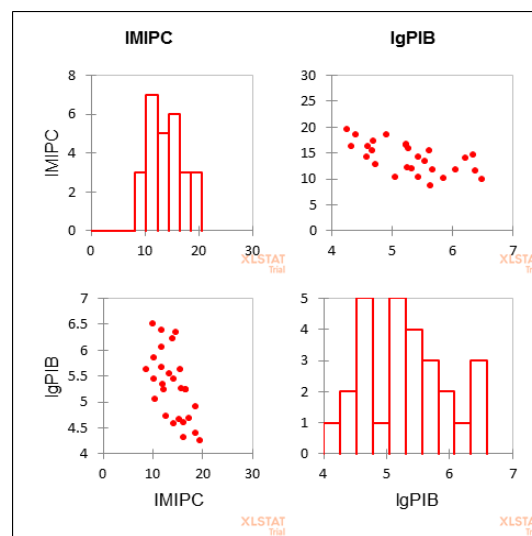 IMIPC lgPIB
8
6
4
2
0
0 10 20 30
IMIPC
XLSTAT
Trial
30
25
20
15
10
5
0
4 5 6 7
XLSTAT
Trial
7
6.5
6
5.5
5
4.5
4
0 10 20 30
lgPIB
IMIPC
XLSTAT
Trial
5
4
3
2
1
0
4 5 6 7
lgPIB
XLSTAT
Trial